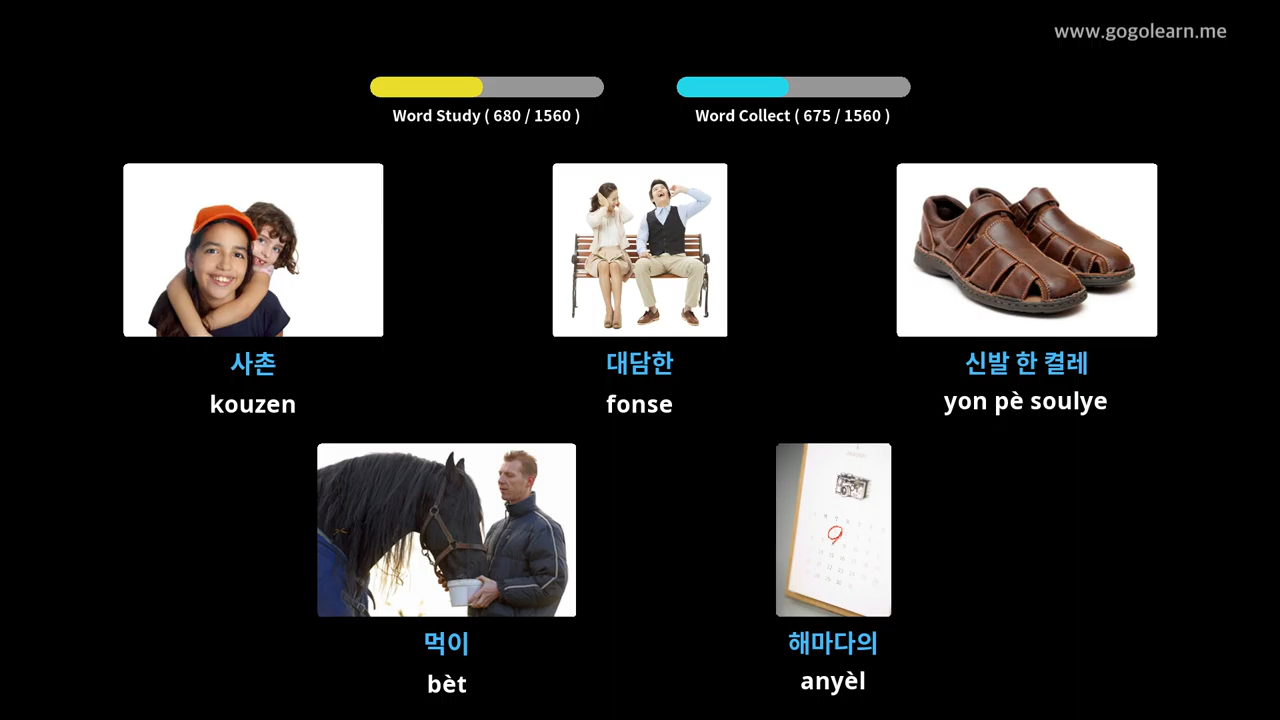 www.gogolearn.me
Word Study ( 680 / 1560 )
Word Collect ( 675 / 1560 )
사촌
kouzen
대담한
fonse
신발 한 켤레
yon pè soulye
먹이
bèt
해마다의
anyèl